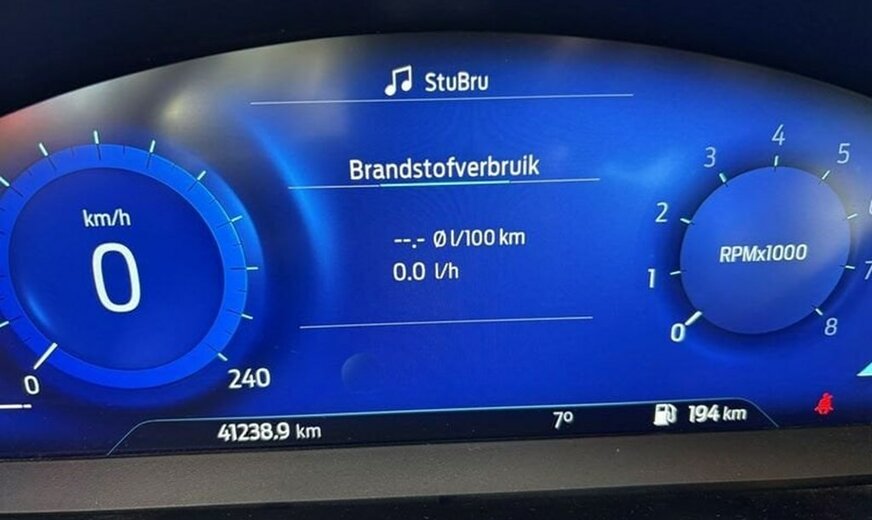 StuBru
Brandstofverbruik
km/h
0
--.- Ø l/100 km
0.0 l/h
RPMx1000
0
1
2
3
4
5
8
0
240
41238.9 km
7º
194 km